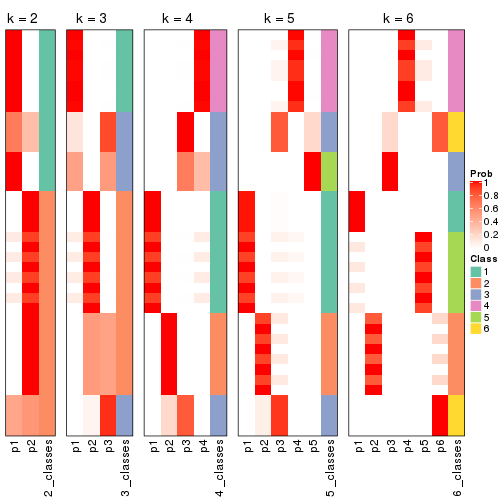 k = 2
k = 3
k = 4
k = 5
k = 6
Prob
1
0.8
0.6
0.4
0.2
0
Class
1
2
3
4
5
6
p1
p2
2_classes
p1
p2
p3
3_classes
p1
p2
p3
p4
4_classes
p1
p2
p3
p4
p5
5_classes
p1
p2
p3
p4
p5
p6
6_classes